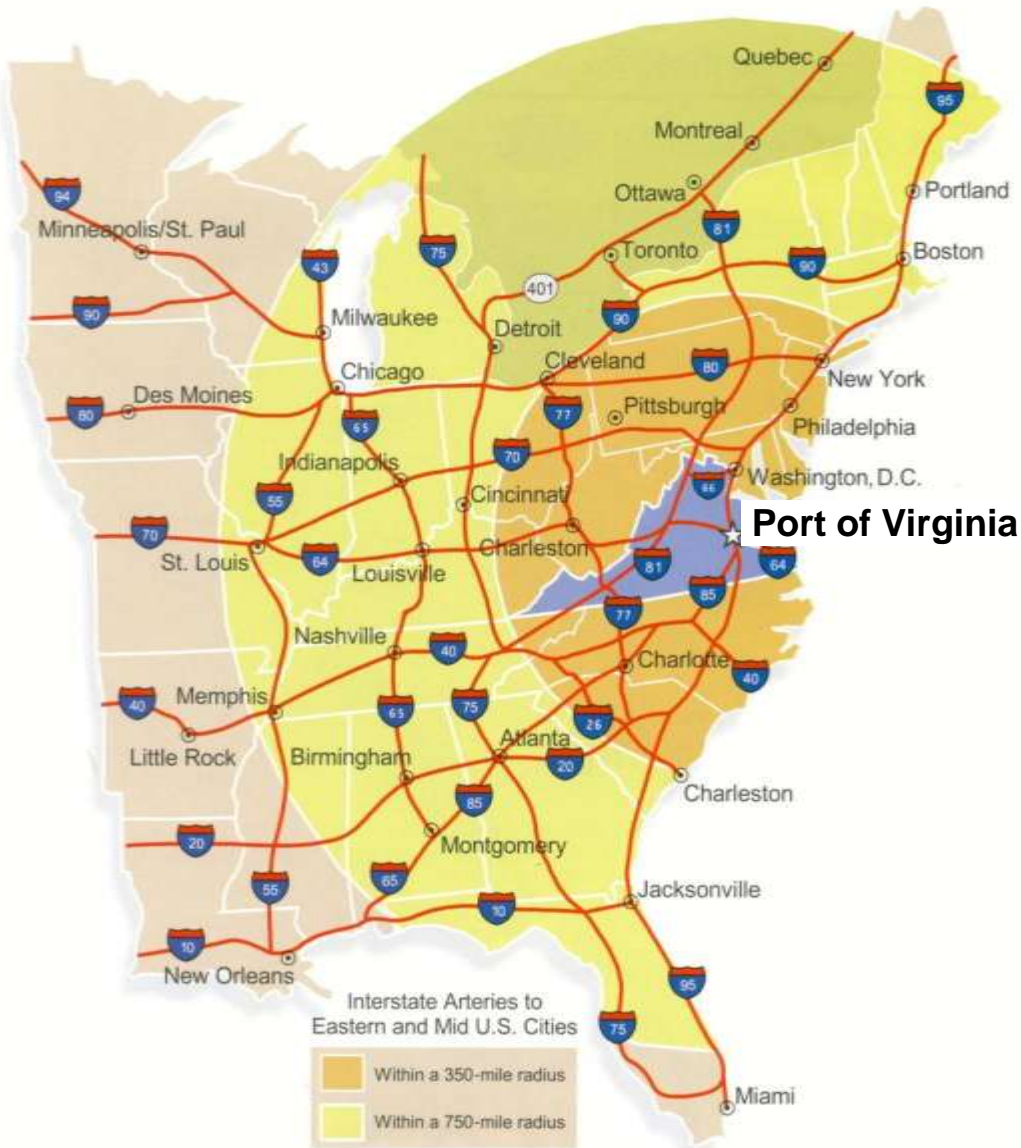 Quebec
95
Montreal
Ottawa
Portland
94
Minneapolis/St. Paul
81
43
75
Toronto
Boston
90
90
401
90
Milwaukee
Detroit
90
Chicago
Cleveland
80
New York
80
Des Moines
65
77
Pittsburgh
Philadelphia
Indianapolis
70
Washington, D.C.
66
55
Cincinnati
Port of Virginia
70
St. Louis
64
Louisville
Charleston
81
64
85
77
Nashville
40
Charlotte
40
40
Memphis
65
75
26
Little Rock
Birmingham
Atlanta
20
Charleston
85
20
Montgomery
55
65
10
Jacksonville
10
New Orleans
95
75
Miami
Interstate Arteries to
Eastern and Mid U.S. Cities
Within a 350-mile radius
Within a 750-mile radius